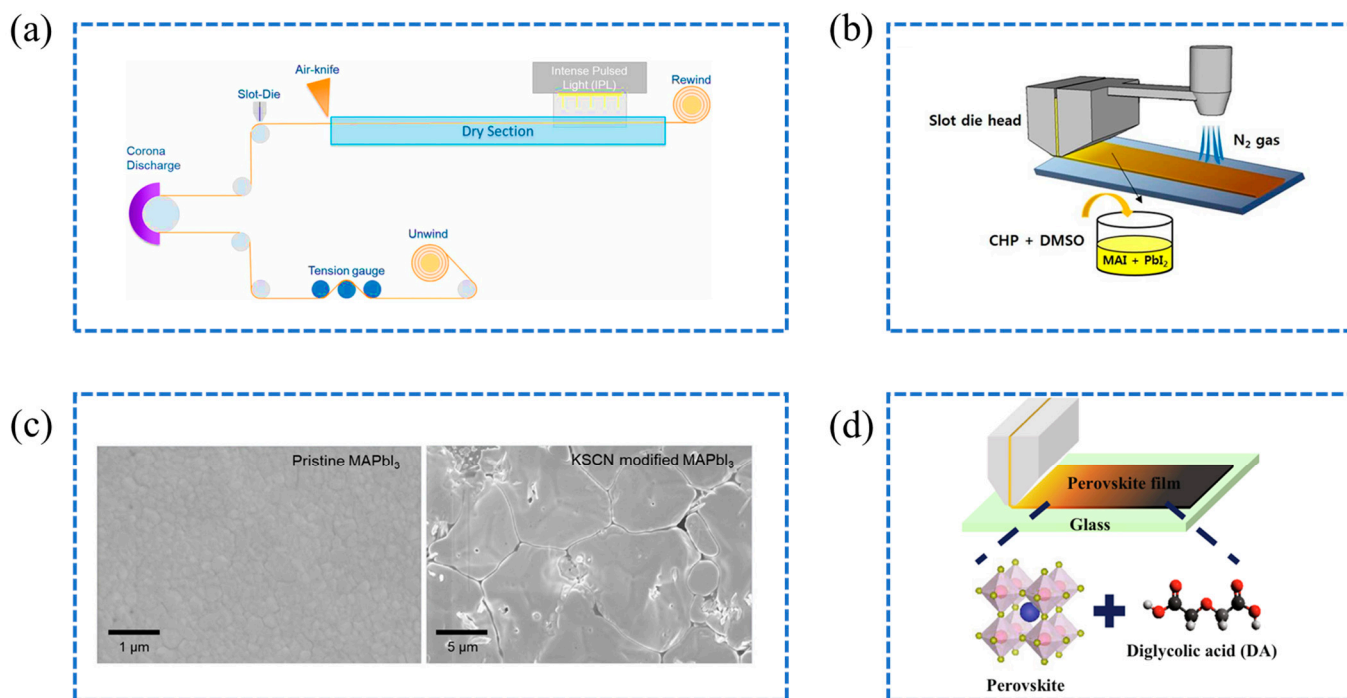 (a)
Air-knife
Slot-Die
Intense Pulsed
Light (IPL)
Rewind
Dry Section
Corona
Discharge
Unwind
Tension gauge
(b)
Slot die head
N₂ gas
CHP + DMSO
MAI + PbI₂
(c)
Pristine MAPbI₃
1 µm
KSCN modified MAPbI₃
5 µm
(d)
Perovskite film
Glass
Perovskite
Diglycolic acid (DA)